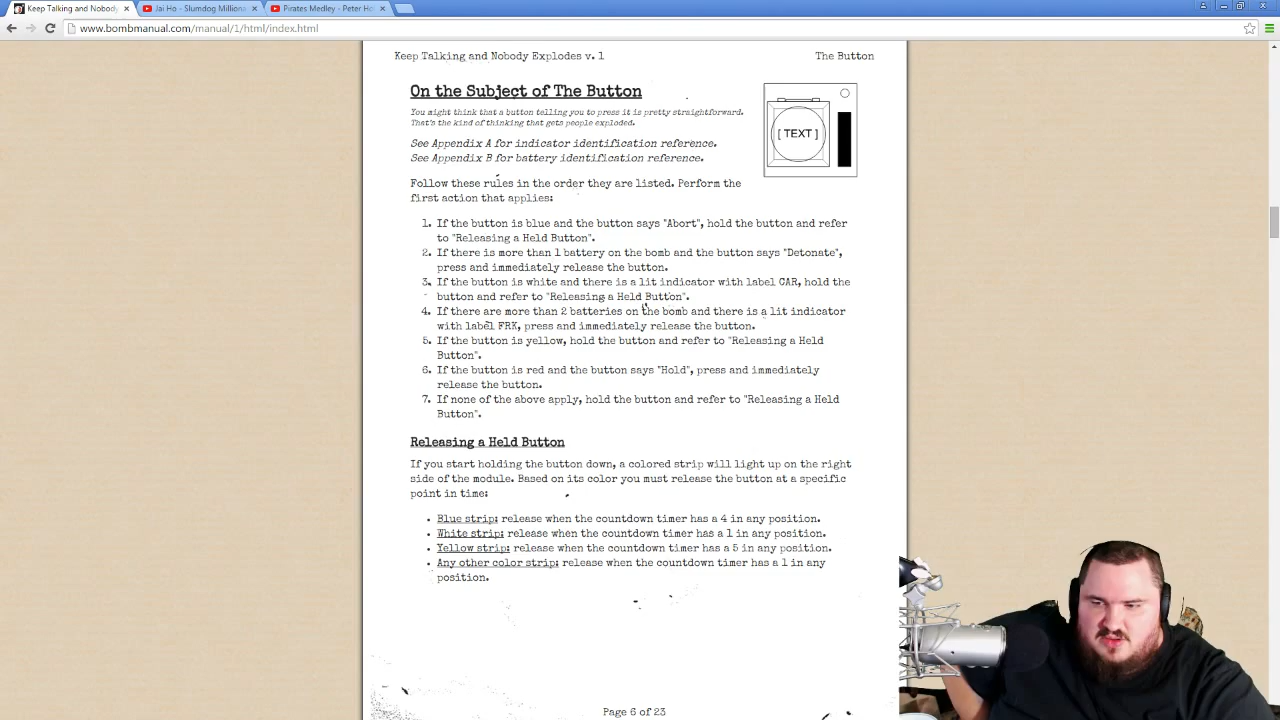 Keep Talking and Nobody
Jai Ho - Slumdog Milliona
Pirates Medley - Peter Ho
www.bombmanual.com/manual/1/html/index.html
Keep Talking and Nobody Explodes v. 1
The Button
On the Subject of The Button
You might think that a button telling you to press it is pretty straightforward.
That's the kind of thinking that gets people exploded.
See Appendix A for indicator identification reference.
See Appendix B for battery identification reference.
[ TEXT ]
Follow these rules in the order they are listed. Perform the
first action that applies:
1. If the button is blue and the button says "Abort", hold the button and refer
to "Releasing a Held Button".
2. If there is more than 1 battery on the bomb and the button says "Detonate",
press and immediately release the button.
3. If the button is white and there is a lit indicator with label CAR, hold the
button and refer to "Releasing a Held Button".
4. If there are more than 2 batteries on the bomb and there is a lit indicator
with label FRK, press and immediately release the button.
5. If the button is yellow, hold the button and refer to "Releasing a Held
Button".
6. If the button is red and the button says "Hold", press and immediately
release the button.
7. If none of the above apply, hold the button and refer to "Releasing a Held
Button".
Releasing a Held Button
If you start holding the button down, a colored strip will light up on the right
side of the module. Based on its color you must release the button at a specific
point in time:
• Blue strip: release when the countdown timer has a 4 in any position.
• White strip: release when the countdown timer has a 1 in any position.
• Yellow strip: release when the countdown timer has a 5 in any position.
• Any other color strip: release when the countdown timer has a 1 in any
position.
Page 6 of 23